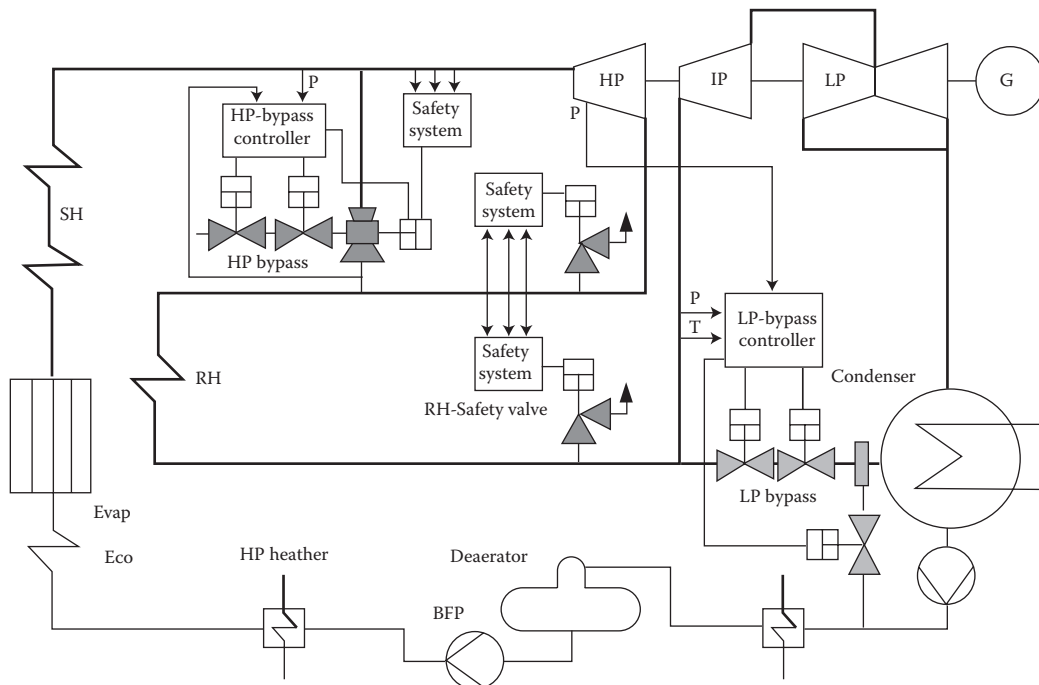 HP
IP
LP
G
P
HP-bypass
controller
Safety
system
P
SH
Safety
system
HP bypass
P
T
LP-bypass
controller
RH
Safety
system
Condenser
RH-Safety valve
LP bypass
Evap
Eco
HP heather
Deaerator
BFP